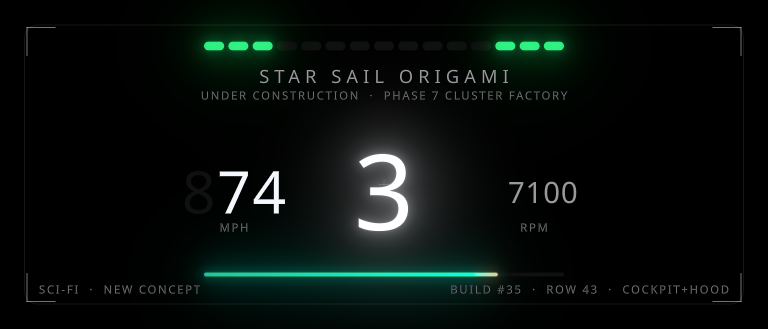 STAR SAIL ORIGAMI
UNDER CONSTRUCTION · PHASE 7 CLUSTER FACTORY
874 3 7100
MPH RPM
SCI-FI · NEW CONCEPT BUILD #35 · ROW 43 · COCKPIT+HOOD